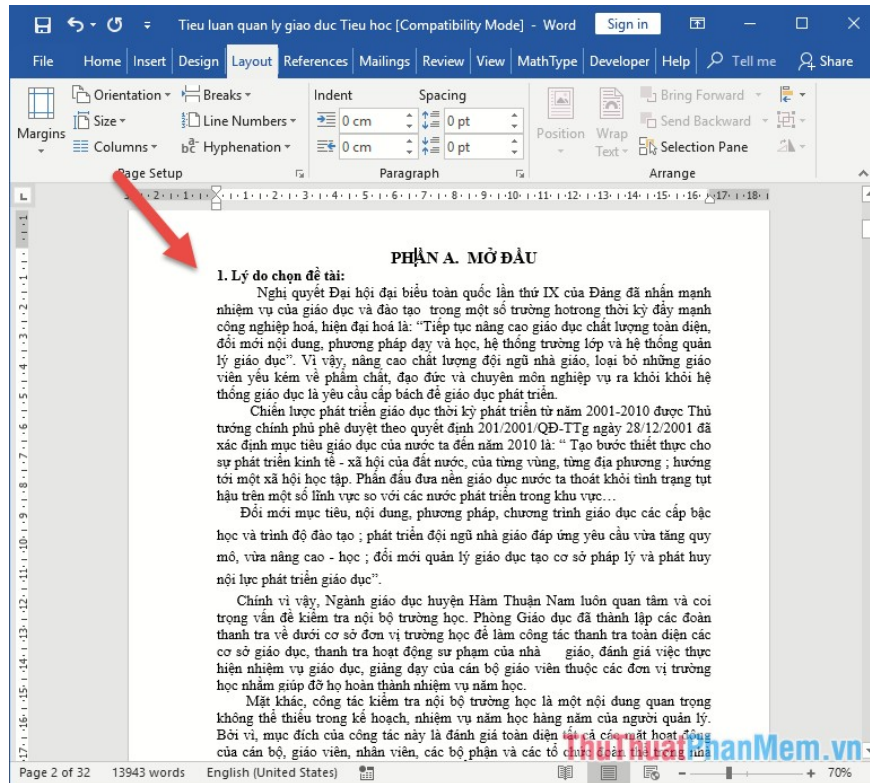 Tieu luan quan ly giao duc Tieu hoc [Compatibility Mode] - Word Sign in
File Home Insert Design Layout References Mailings Review View MathType Developer Help Tell me Share
Orientation Breaks Indent Spacing Bring Forward
Size Line Numbers 0 cm 0 pt Send Backward
Margins Columns Hyphenation 0 cm 0 pt Position Wrap Text Selection Pane
Page Setup Paragraph Arrange
PHẦN A. MỞ ĐẦU
1. Lý do chọn đề tài:
Nghị quyết Đại hội đại biểu toàn quốc lần thứ IX của Đảng đã nhấn mạnh
nhiệm vụ của giáo dục và đào tạo trong một số trường hotrong thời kỳ đẩy mạnh
công nghiệp hoá, hiện đại hoá là: “Tiếp tục nâng cao giáo dục chất lượng toàn diện,
đổi mới nội dung, phương pháp dạy và học, hệ thống trường lớp và hệ thống quản
lý giáo dục”. Vì vậy, nâng cao chất lượng đội ngũ nhà giáo, loại bỏ những giáo
viên yếu kém về phẩm chất, đạo đức và chuyên môn nghiệp vụ ra khỏi khỏi hệ
thống giáo dục là yêu cầu cấp bách để giáo dục phát triển.
Chiến lược phát triển giáo dục thời kỳ phát triển từ năm 2001-2010 được Thủ
tướng chính phủ phê duyệt theo quyết định 201/2001/QĐ-TTg ngày 28/12/2001 đã
xác định mục tiêu giáo dục của nước ta đến năm 2010 là: “ Tạo bước thiết thực cho
sự phát triển kinh tế - xã hội của đất nước, của từng vùng, từng địa phương ; hướng
tới một xã hội học tập. Phấn đấu đưa nền giáo dục nước ta thoát khỏi tình trạng tụt
hậu trên một số lĩnh vực so với các nước phát triển trong khu vực…
Đổi mới mục tiêu, nội dung, phương pháp, chương trình giáo dục các cấp bậc
học và trình độ đào tạo ; phát triển đội ngũ nhà giáo đáp ứng yêu cầu vừa tăng quy
mô, vừa nâng cao - học ; đổi mới quản lý giáo dục tạo cơ sở pháp lý và phát huy
nội lực phát triển giáo dục”.
Chính vì vậy, Ngành giáo dục huyện Hàm Thuận Nam luôn quan tâm và coi
trọng vấn đề kiểm tra nội bộ trường học. Phòng Giáo dục đã thành lập các đoàn
thanh tra về dưới cơ sở đơn vị trường học để làm công tác thanh tra toàn diện các
cơ sở giáo dục, thanh tra hoạt động sư phạm của nhà giáo, đánh giá việc thực
hiện nhiệm vụ giáo dục, giảng dạy của cán bộ giáo viên thuộc các đơn vị trường
học nhằm giúp đỡ họ hoàn thành nhiệm vụ năm học.
Mặt khác, công tác kiểm tra nội bộ trường học là một nội dung quan trọng
không thể thiếu trong kế hoạch, nhiệm vụ năm học hàng năm của người quản lý.
Bởi vì, mục đích của công tác này là đánh giá toàn diện tất cả các mặt hoạt động
của cán bộ, giáo viên, nhân viên, các bộ phận và các tổ chức đoàn thể trong nhà
ThuThuatPhanMem.vn
Page 2 of 32 13943 words English (United States) 70%